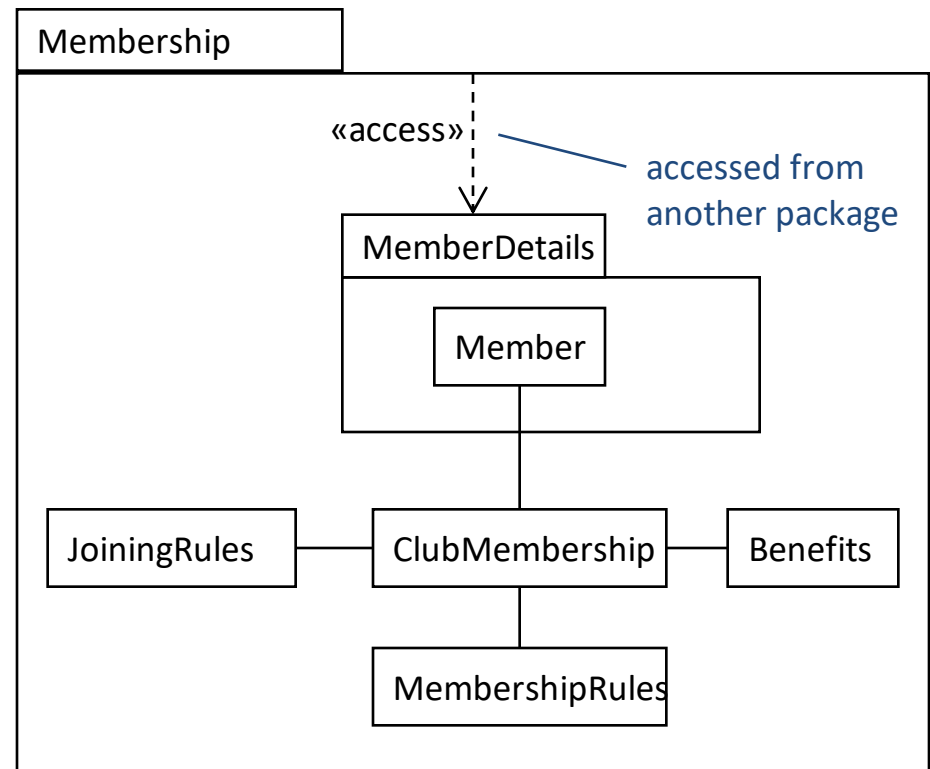 Membership
«access»
accessed from
another package
MemberDetails
Member
JoiningRules
ClubMembership
Benefits
MembershipRules